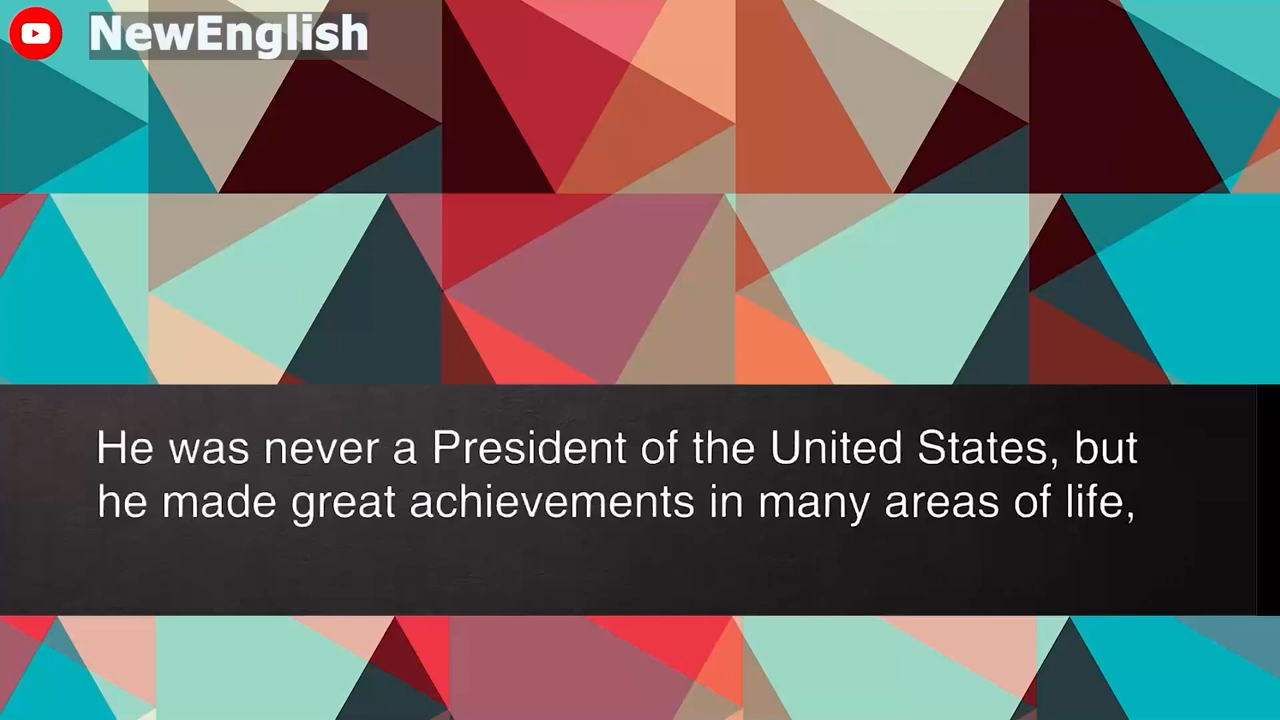 NewEnglish
He was never a President of the United States, but
he made great achievements in many areas of life,